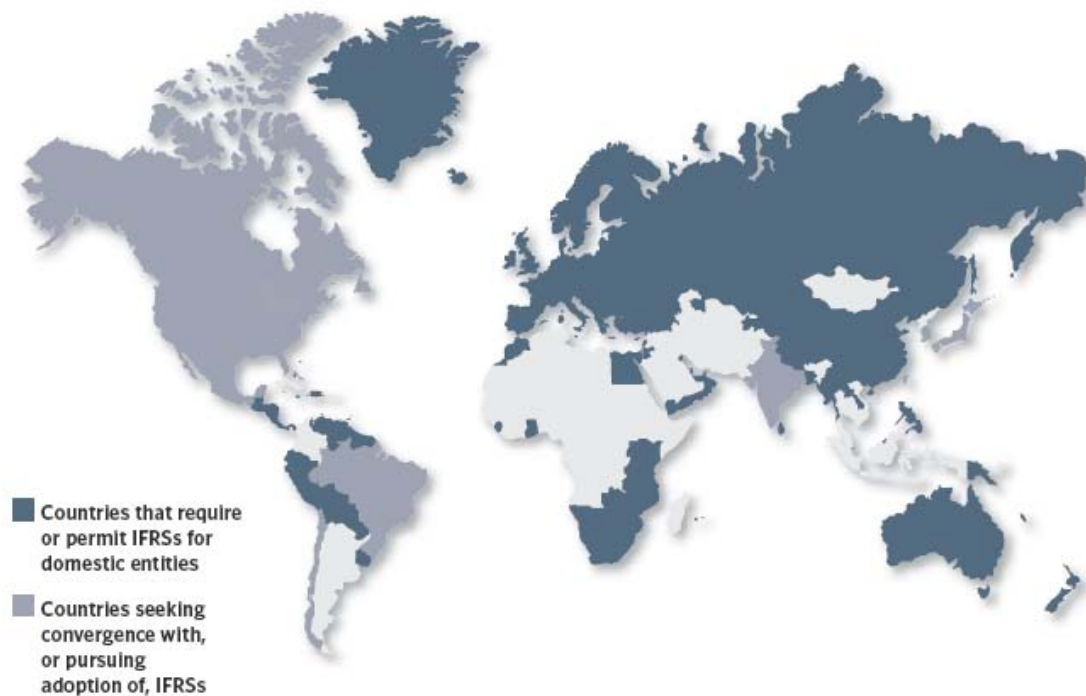 Countries that require
or permit IFRSs for
domestic entities
Countries seeking
convergence with,
or pursuing
adoption of, IFRSs